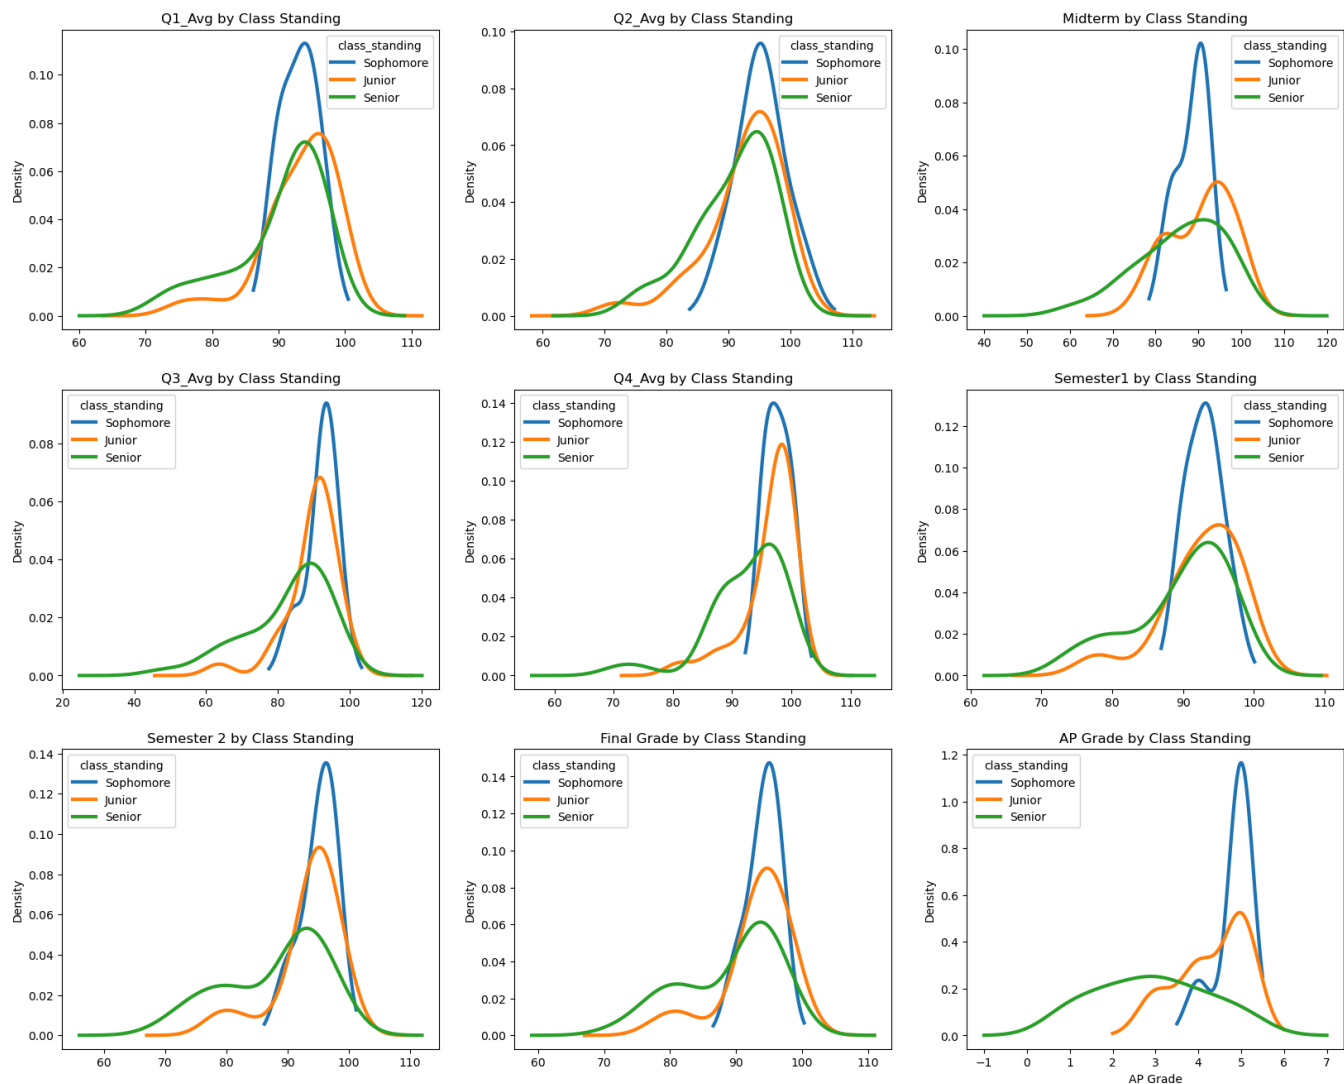 Q1_Avg by Class Standing
Density
0.10
0.08
0.06
0.04
0.02
0.00
60 70 80 90 100 110
class_standing
Sophomore
Junior
Senior
Q2_Avg by Class Standing
Density
0.10
0.08
0.06
0.04
0.02
0.00
60 70 80 90 100 110
class_standing
Sophomore
Junior
Senior
Midterm by Class Standing
Density
0.10
0.08
0.06
0.04
0.02
0.00
40 50 60 70 80 90 100 110 120
class_standing
Sophomore
Junior
Senior
Q3_Avg by Class Standing
Density
0.08
0.06
0.04
0.02
0.00
20 40 60 80 100 120
class_standing
Sophomore
Junior
Senior
Q4_Avg by Class Standing
Density
0.14
0.12
0.10
0.08
0.06
0.04
0.02
0.00
60 70 80 90 100 110
class_standing
Sophomore
Junior
Senior
Semester1 by Class Standing
Density
0.12
0.10
0.08
0.06
0.04
0.02
0.00
60 70 80 90 100 110
class_standing
Sophomore
Junior
Senior
Semester 2 by Class Standing
Density
0.14
0.12
0.10
0.08
0.06
0.04
0.02
0.00
60 70 80 90 100 110
class_standing
Sophomore
Junior
Senior
Final Grade by Class Standing
Density
0.14
0.12
0.10
0.08
0.06
0.04
0.02
0.00
60 70 80 90 100 110
class_standing
Sophomore
Junior
Senior
AP Grade by Class Standing
Density
1.2
1.0
0.8
0.6
0.4
0.2
0.0
−1 0 1 2 3 4 5 6 7
AP Grade
class_standing
Sophomore
Junior
Senior